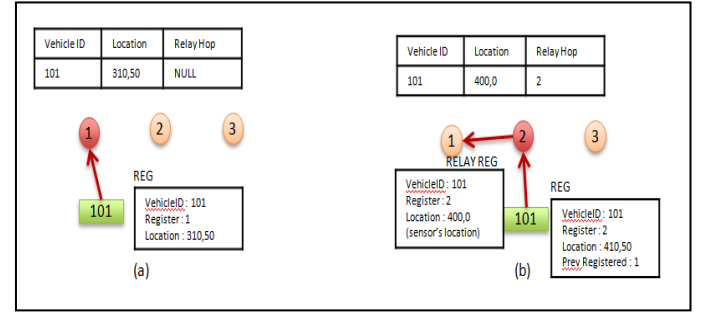 Vehicle ID Location Relay Hop
101 310,50 NULL
1 2 3
REG
101
VehicleID : 101
Register : 1
Location : 310,50
(a)
Vehicle ID Location Relay Hop
101 400,0 2
1 2 3
RELAY REG
VehicleID : 101
Register : 2
Location : 400,0
(sensor's location)
101
REG
VehicleID : 101
Register : 2
Location : 410,50
Prev Registered : 1
(b)